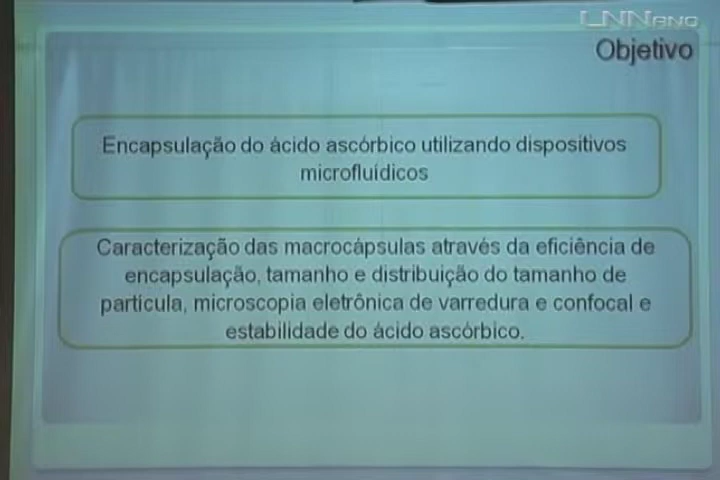 LNNano
Objetivo
Encapsulação do ácido ascórbico utilizando dispositivos
microfluídicos
Caracterização das macrocápsulas através da eficiência de
encapsulação, tamanho e distribuição do tamanho de
partícula, microscopia eletrônica de varredura e confocal e
estabilidade do ácido ascórbico.